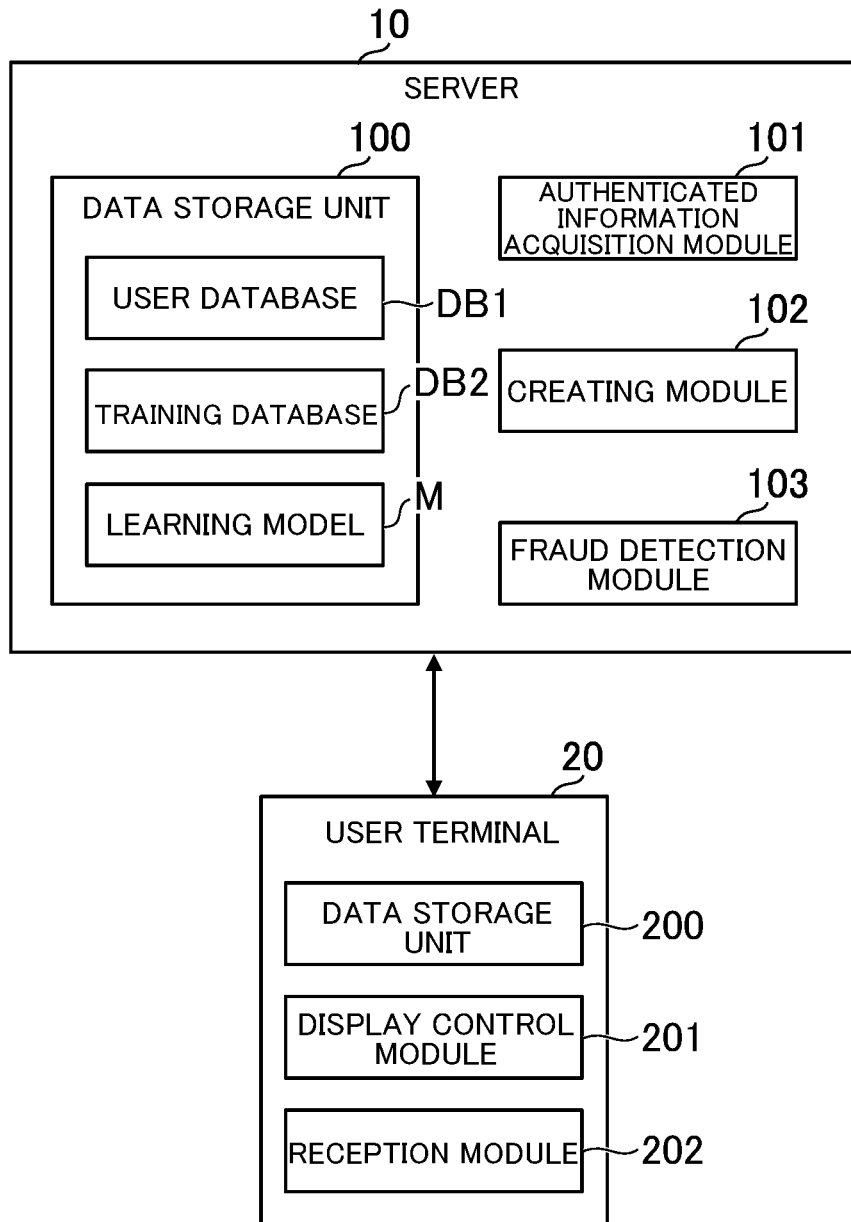 10
SERVER
100
DATA STORAGE UNIT
USER DATABASE
DB1
TRAINING DATABASE
DB2
LEARNING MODEL
M
101
AUTHENTICATED
INFORMATION
ACQUISITION MODULE
102
CREATING MODULE
103
FRAUD DETECTION
MODULE
20
USER TERMINAL
DATA STORAGE
UNIT
200
DISPLAY CONTROL
MODULE
201
RECEPTION MODULE
202